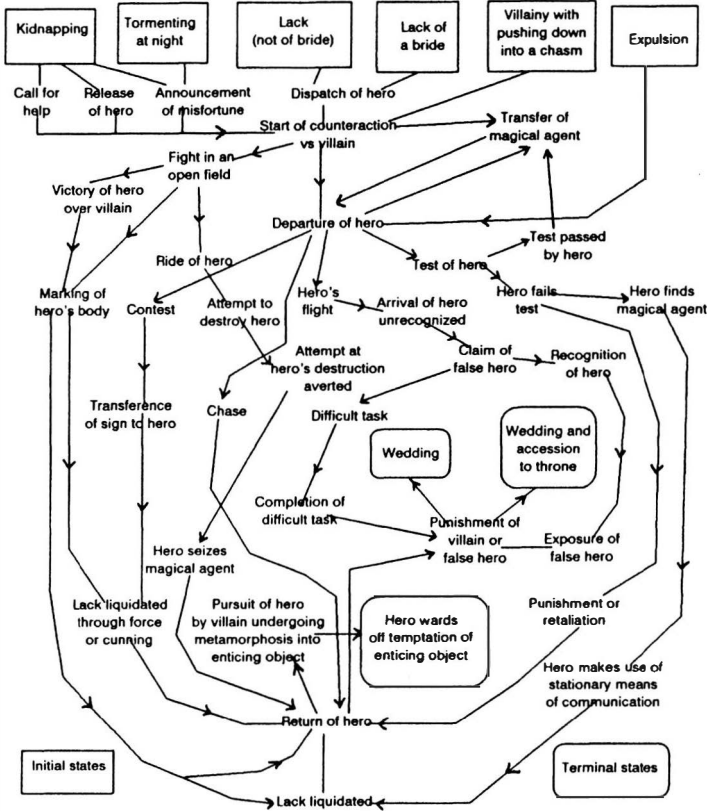 Kidnapping
Tormenting
at night
Lack
(not of bride)
Lack of
a bride
Villainy with
pushing down
into a chasm
Expulsion
Call for
help
Release
of hero
Announcement
of misfortune
Dispatch of hero
Start of counteraction
vs villain
Transfer of
magical agent
Fight in an
open field
Victory of hero
over villain
Departure of hero
Test passed
by hero
Ride of hero
Test of hero
Marking of
hero's body
Contest
Attempt to
destroy hero
Hero's
flight
Arrival of hero
unrecognized
Hero fails
test
Hero finds
magical agent
Attempt at
hero's destruction
averted
Claim of
false hero
Recognition
of hero
Transference
of sign to hero
Chase
Difficult task
Wedding
Wedding and
accession
to throne
Completion of
difficult task
Punishment of
villain or
false hero
Exposure of
false hero
Hero seizes
magical agent
Lack liquidated
through force
or cunning
Pursuit of hero
by villain undergoing
metamorphosis into
enticing object
Hero wards
off temptation of
enticing object
Punishment or
retaliation
Hero makes use of
stationary means
of communication
Return of hero
Initial states
Terminal states
Lack liquidated